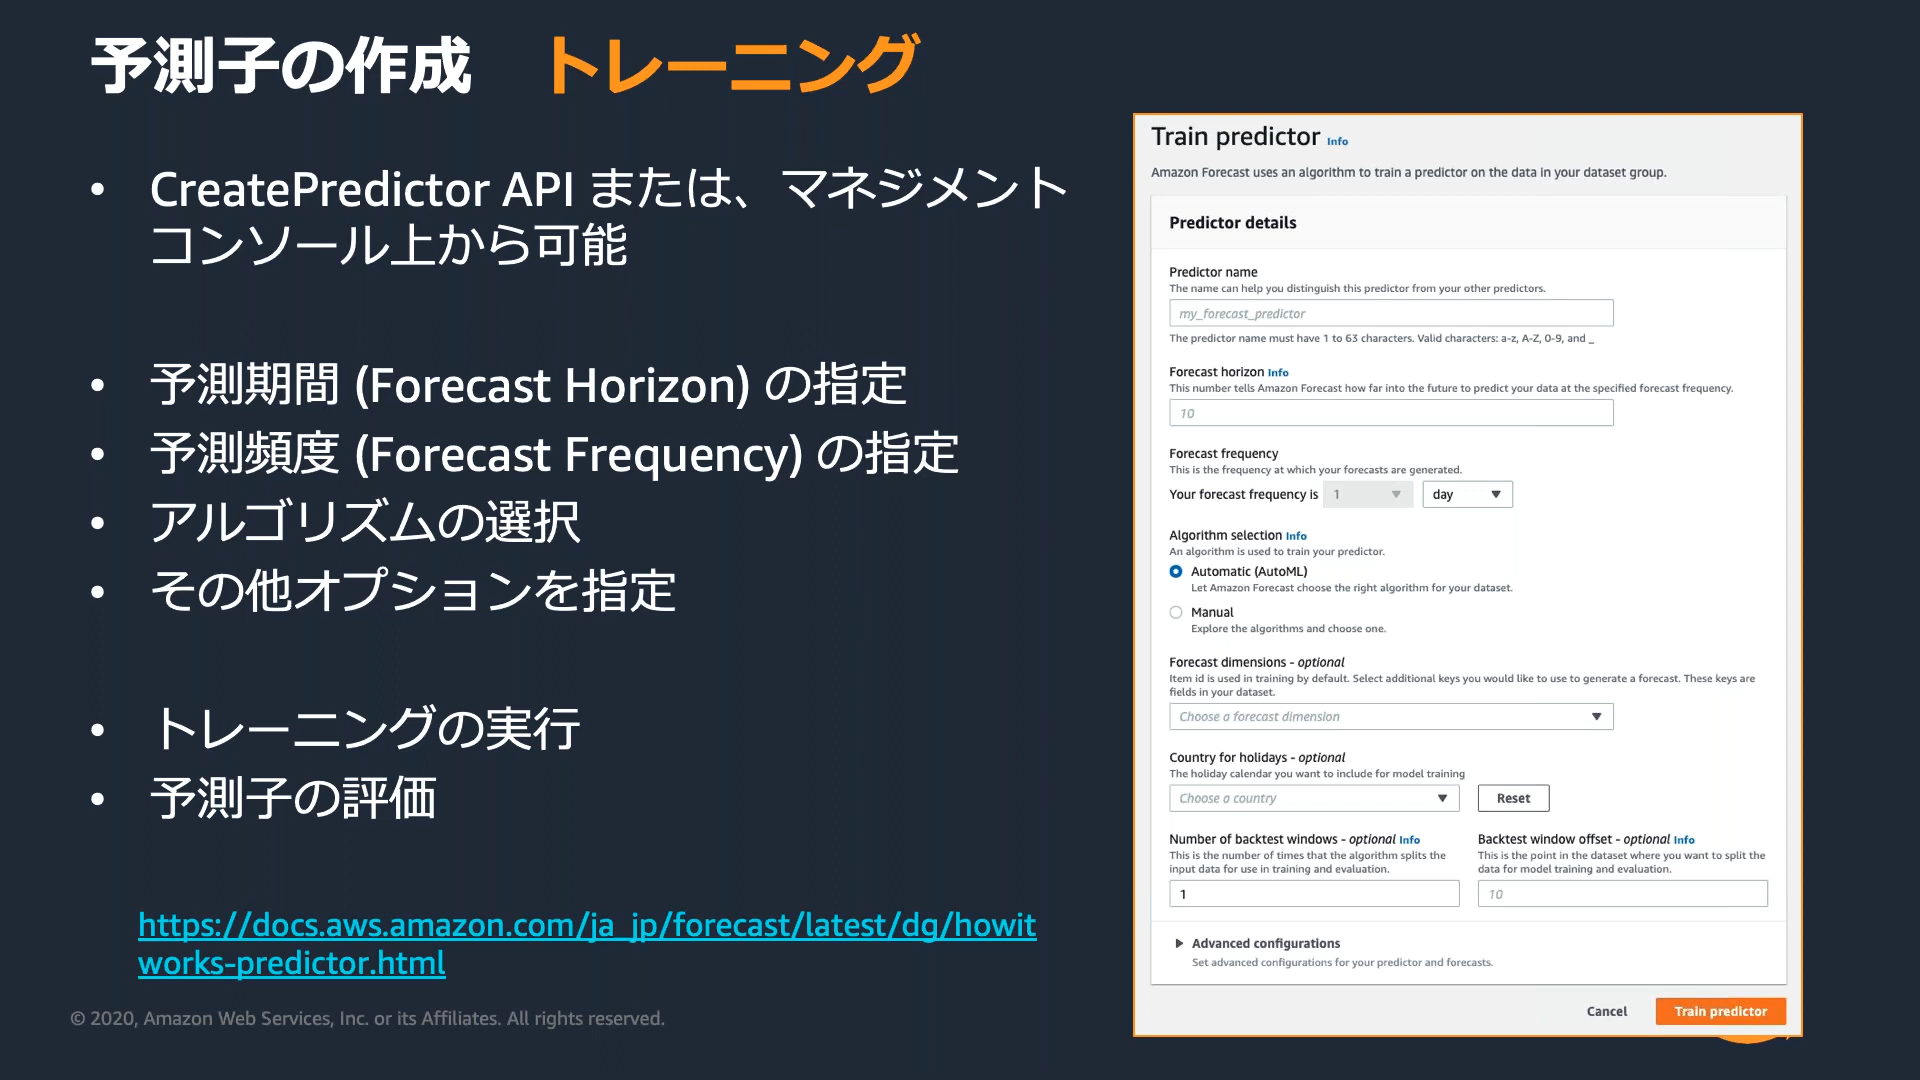 予測子の作成 トレーニング
• CreatePredictor API または、マネジメント
コンソール上から可能
• 予測期間 (Forecast Horizon) の指定
• 予測頻度 (Forecast Frequency) の指定
• アルゴリズムの選択
• その他オプションを指定
• トレーニングの実行
• 予測子の評価
https://docs.aws.amazon.com/ja_jp/forecast/latest/dg/howit
works-predictor.html
© 2020, Amazon Web Services, Inc. or its Affiliates. All rights reserved.
Train predictor Info
Amazon Forecast uses an algorithm to train a predictor on the data in your dataset group.
Predictor details
Predictor name
The name can help you distinguish this predictor from your other predictors.
my_forecast_predictor
The predictor name must have 1 to 63 characters. Valid characters: a-z, A-Z, 0-9, and _
Forecast horizon Info
This number tells Amazon Forecast how far into the future to predict your data at the specified forecast frequency.
10
Forecast frequency
This is the frequency at which your forecasts are generated.
Your forecast frequency is 1 day
Algorithm selection Info
An algorithm is used to train your predictor.
Automatic (AutoML)
Let Amazon Forecast choose the right algorithm for your dataset.
Manual
Explore the algorithms and choose one.
Forecast dimensions - optional
Item id is used in training by default. Select additional keys you would like to use to generate a forecast. These keys are
fields in your dataset.
Choose a forecast dimension
Country for holidays - optional
The holiday calendar you want to include for model training
Choose a country Reset
Number of backtest windows - optional Info
This is the number of times that the algorithm splits the
input data for use in training and evaluation.
1
Backtest window offset - optional Info
This is the point in the dataset where you want to split the
data for model training and evaluation.
10
Advanced configurations
Set advanced configurations for your predictor and forecasts.
Cancel Train predictor